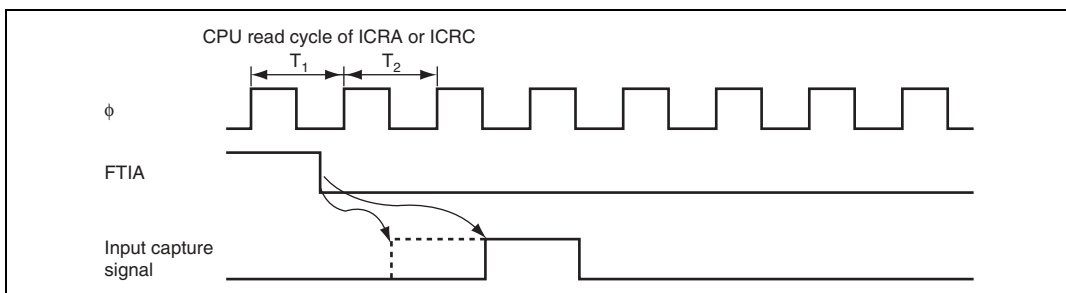 CPU read cycle of ICRA or ICRC
T1 T2
ϕ
FTIA
Input capture
signal